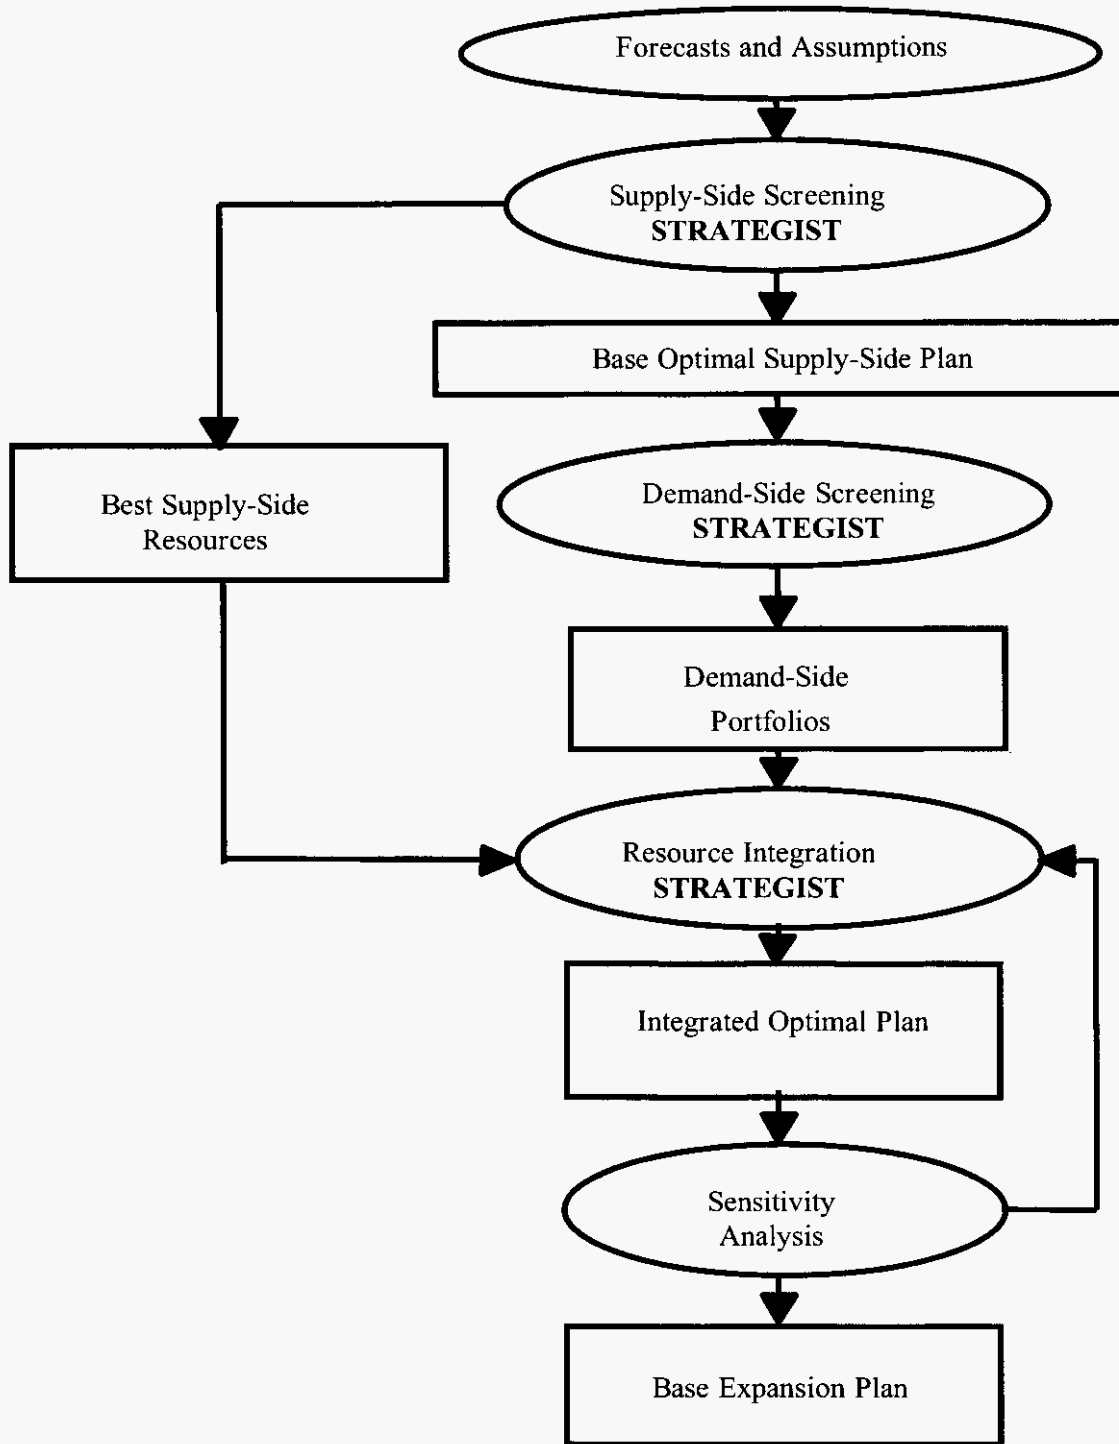 Forecasts and Assumptions
Supply-Side Screening
STRATEGIST
Base Optimal Supply-Side Plan
Best Supply-Side
Resources
Demand-Side Screening
STRATEGIST
Demand-Side
Portfolios
Resource Integration
STRATEGIST
Integrated Optimal Plan
Sensitivity
Analysis
Base Expansion Plan